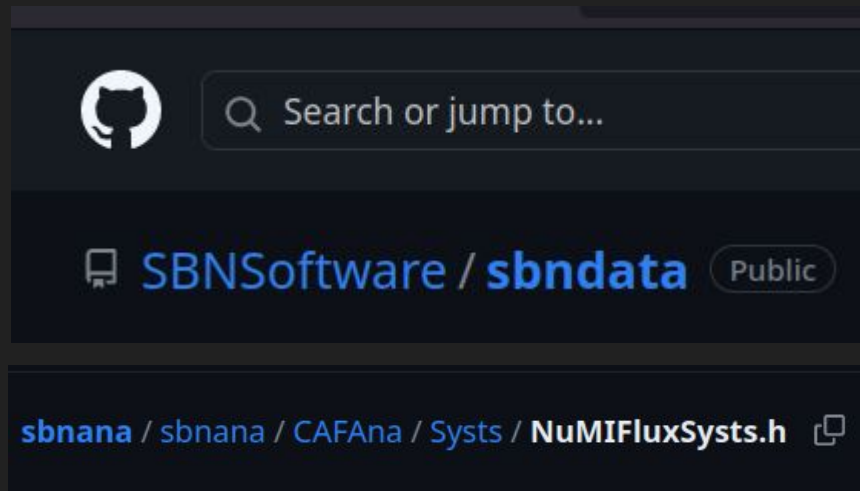 Search or jump to...
SBNSoftware / sbndata Public
sbnana / sbnana / CAFAna / Systs / NuMIFluxSysts.h